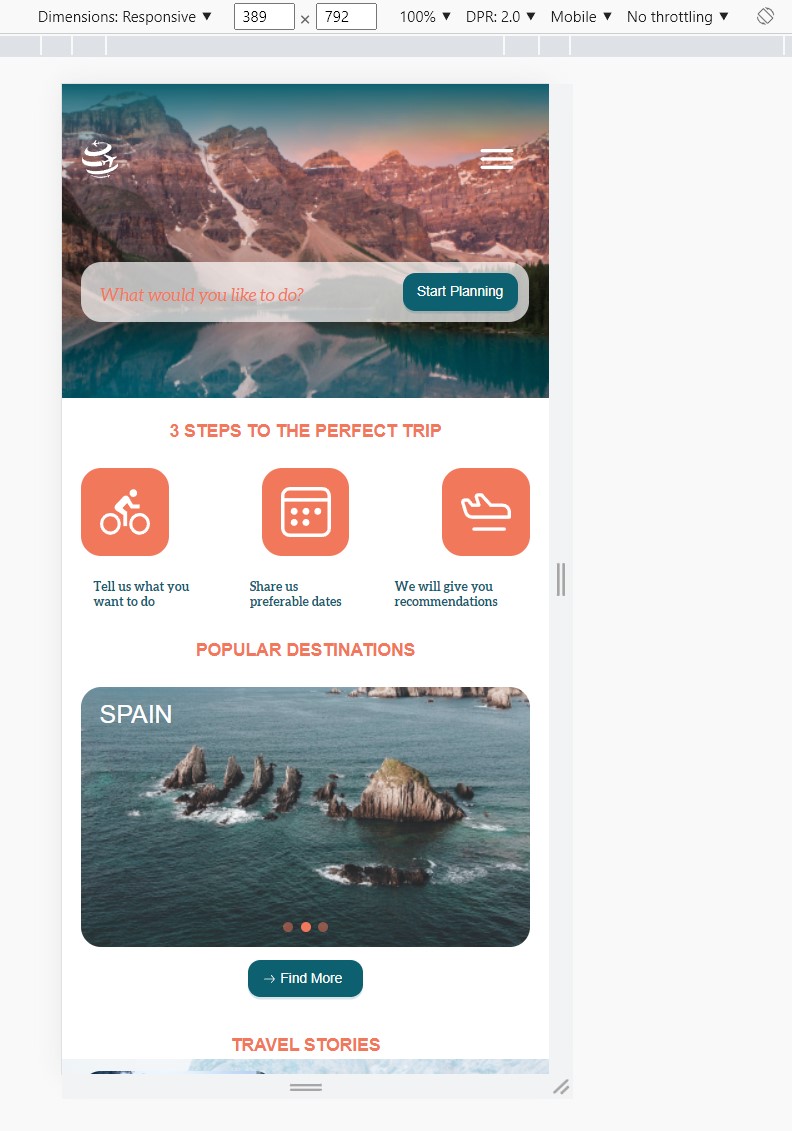 Dimensions: Responsive ▼ 389 × 792 100% ▼ DPR: 2.0 ▼ Mobile ▼ No throttling ▼
What would you like to do? Start Planning
3 STEPS TO THE PERFECT TRIP
Tell us what you
want to do
Share us
preferable dates
We will give you
recommendations
POPULAR DESTINATIONS
SPAIN
→ Find More
TRAVEL STORIES